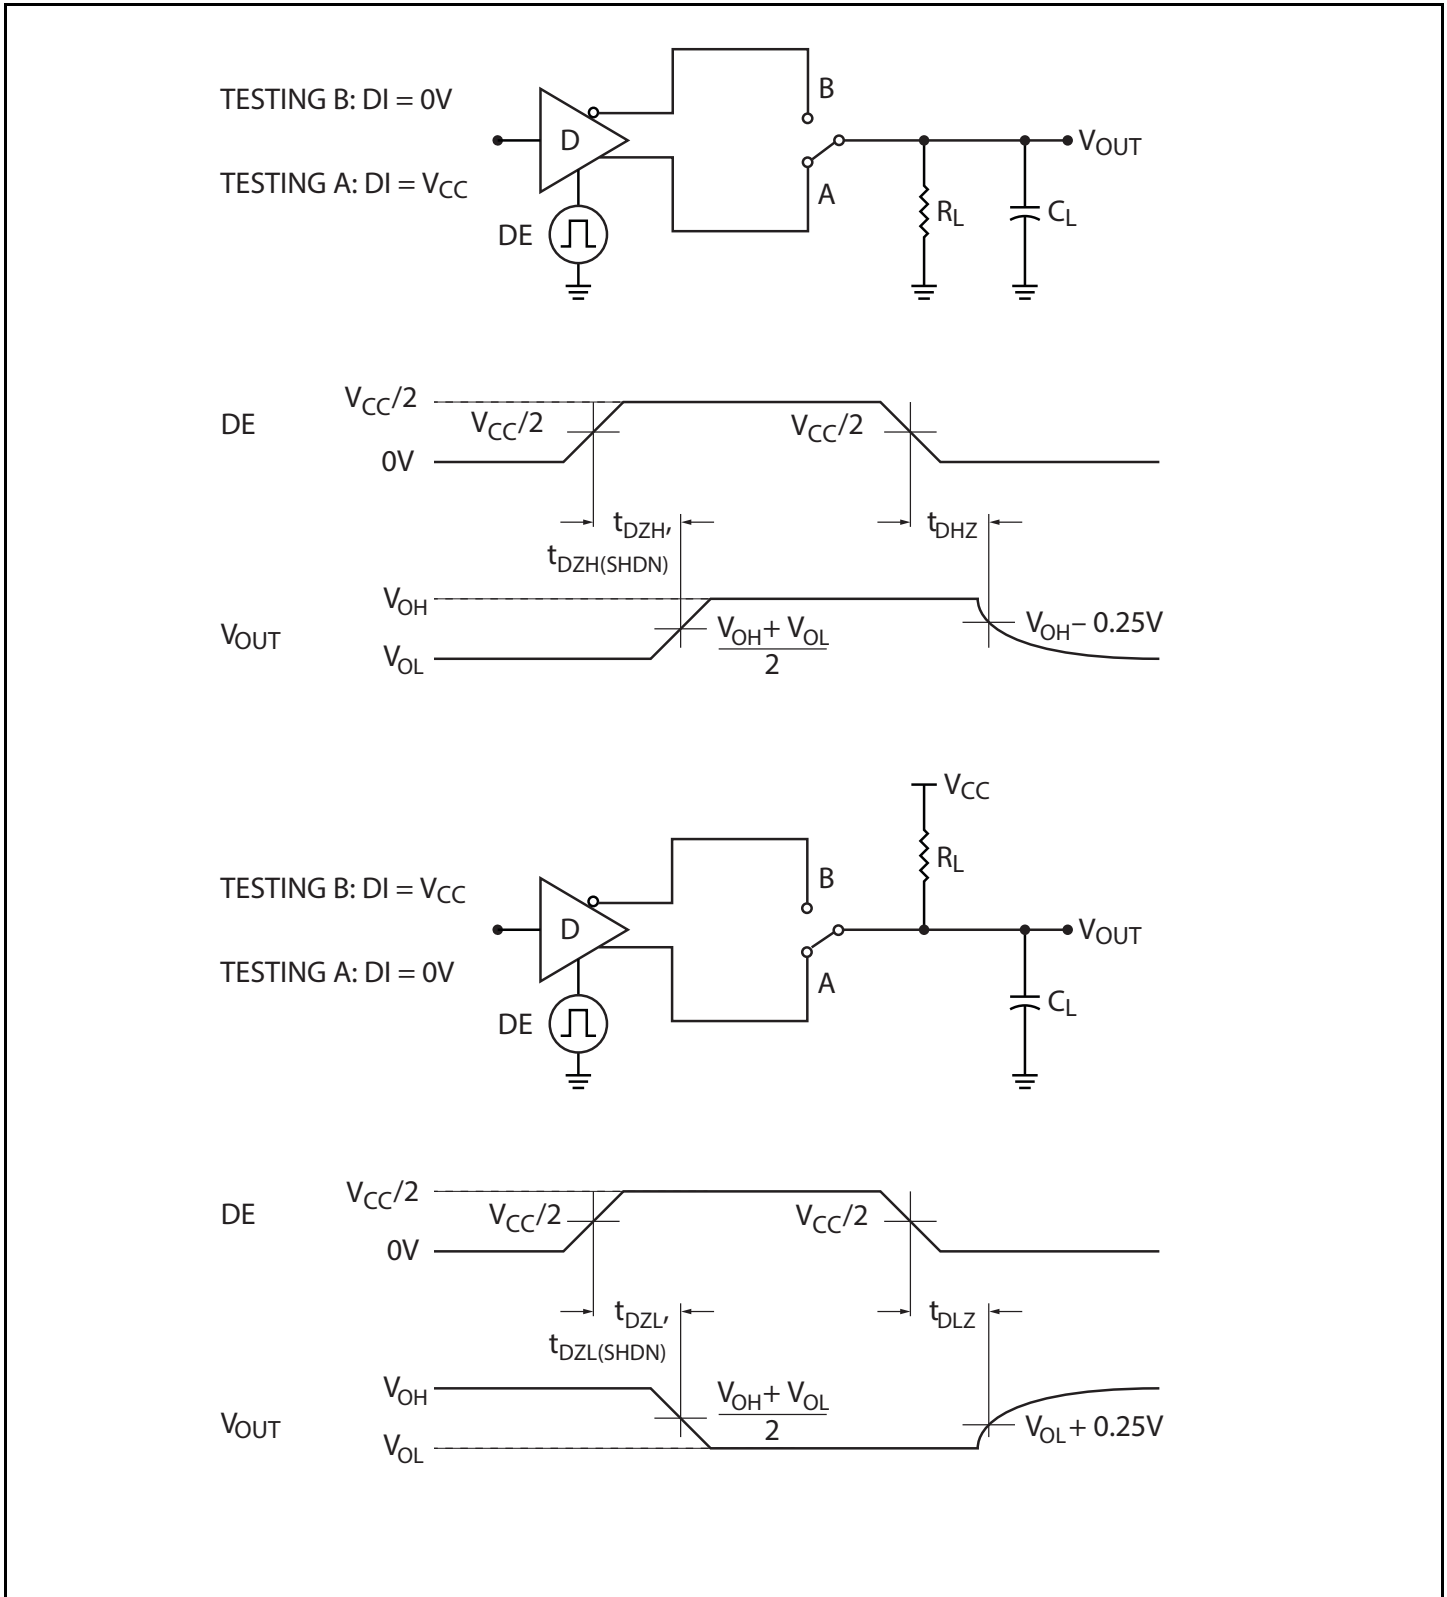 TESTING B: DI = 0V
B
D
V_OUT
TESTING A: DI = V_CC
A
R_L
C_L
DE
V_CC/2
V_CC/2
V_CC/2
DE
0V
t_DZH,
t_DHZ
t_DZH(SHDN)
V_OH
V_OUT
V_OH + V_OL
2
V_OH – 0.25V
V_OL
V_CC
R_L
TESTING B: DI = V_CC
B
D
V_OUT
TESTING A: DI = 0V
A
C_L
DE
V_CC/2
V_CC/2
V_CC/2
DE
0V
t_DZL,
t_DLZ
t_DZL(SHDN)
V_OH
V_OUT
V_OH + V_OL
2
V_OL + 0.25V
V_OL